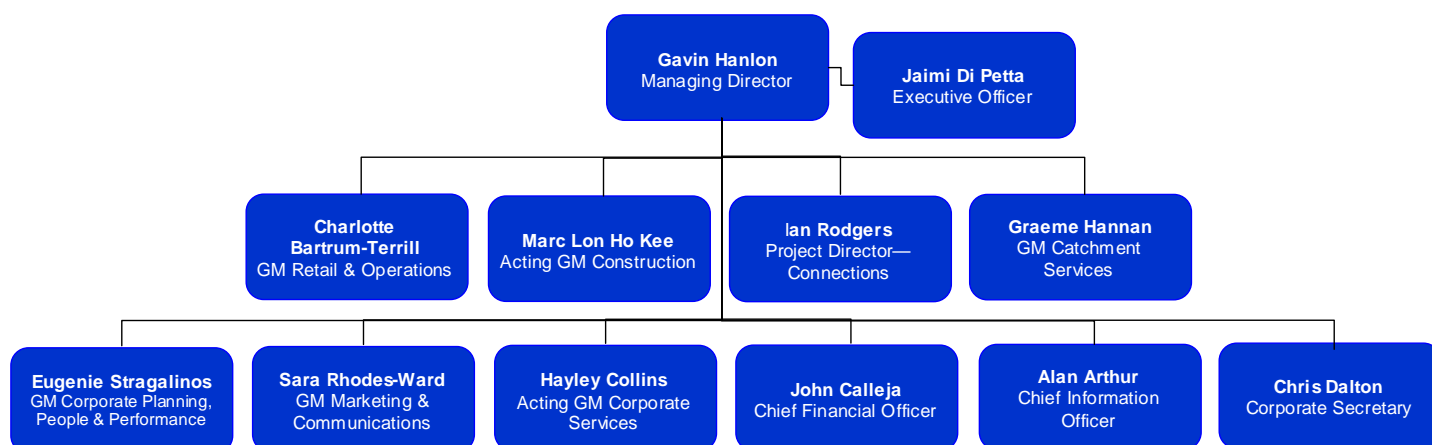 Gavin Hanlon
Managing Director
Jaimi Di Petta
Executive Officer
Charlotte
Bartrum-Terrill
GM Retail & Operations
Marc Lon Ho Kee
Acting GM Construction
Ian Rodgers
Project Director—
Connections
Graeme Hannan
GM Catchment
Services
Eugenie Stragalinos
GM Corporate Planning,
People & Performance
Sara Rhodes-Ward
GM Marketing &
Communications
Hayley Collins
Acting GM Corporate
Services
John Calleja
Chief Financial Officer
Alan Arthur
Chief Information
Officer
Chris Dalton
Corporate Secretary